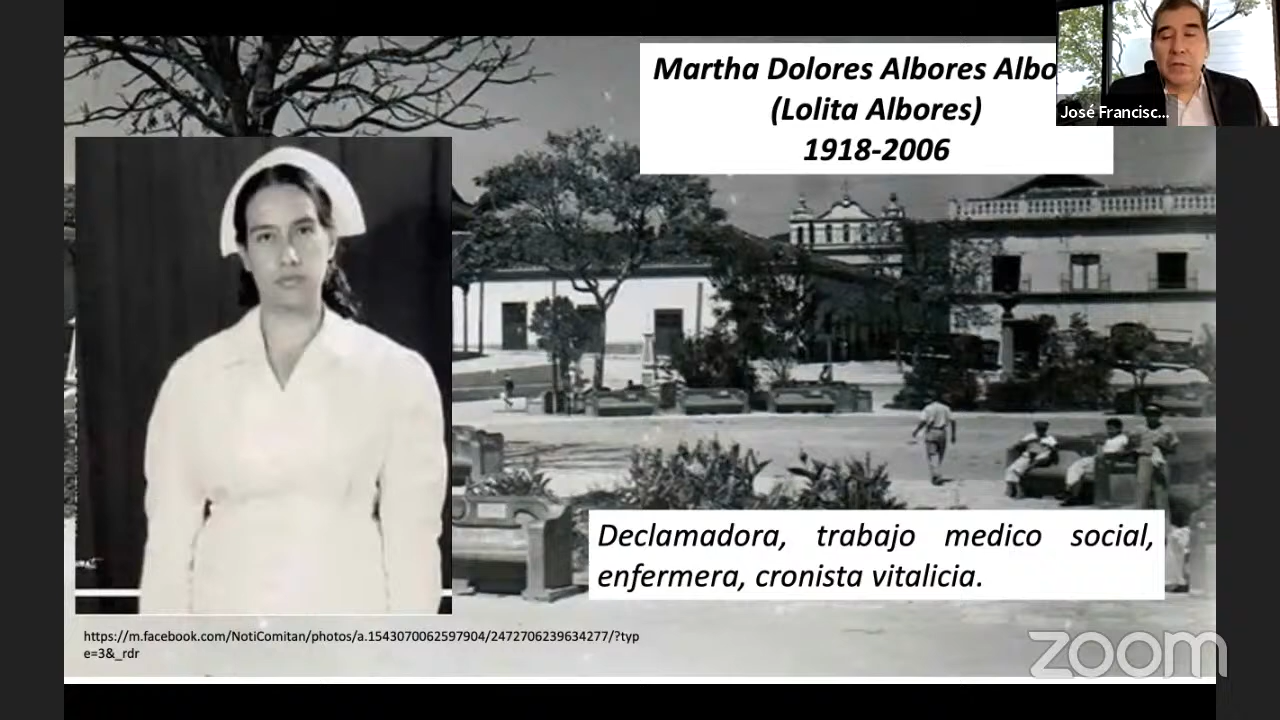 Martha Dolores Albores Albo
(Lolita Albores)
1918-2006
José Francisc...
Declamadora, trabajo medico social,
enfermera, cronista vitalicia.
https://m.facebook.com/NotiComitan/photos/a.1543070062597904/2472706239634277/?typ
e=3&_rdr
zoom